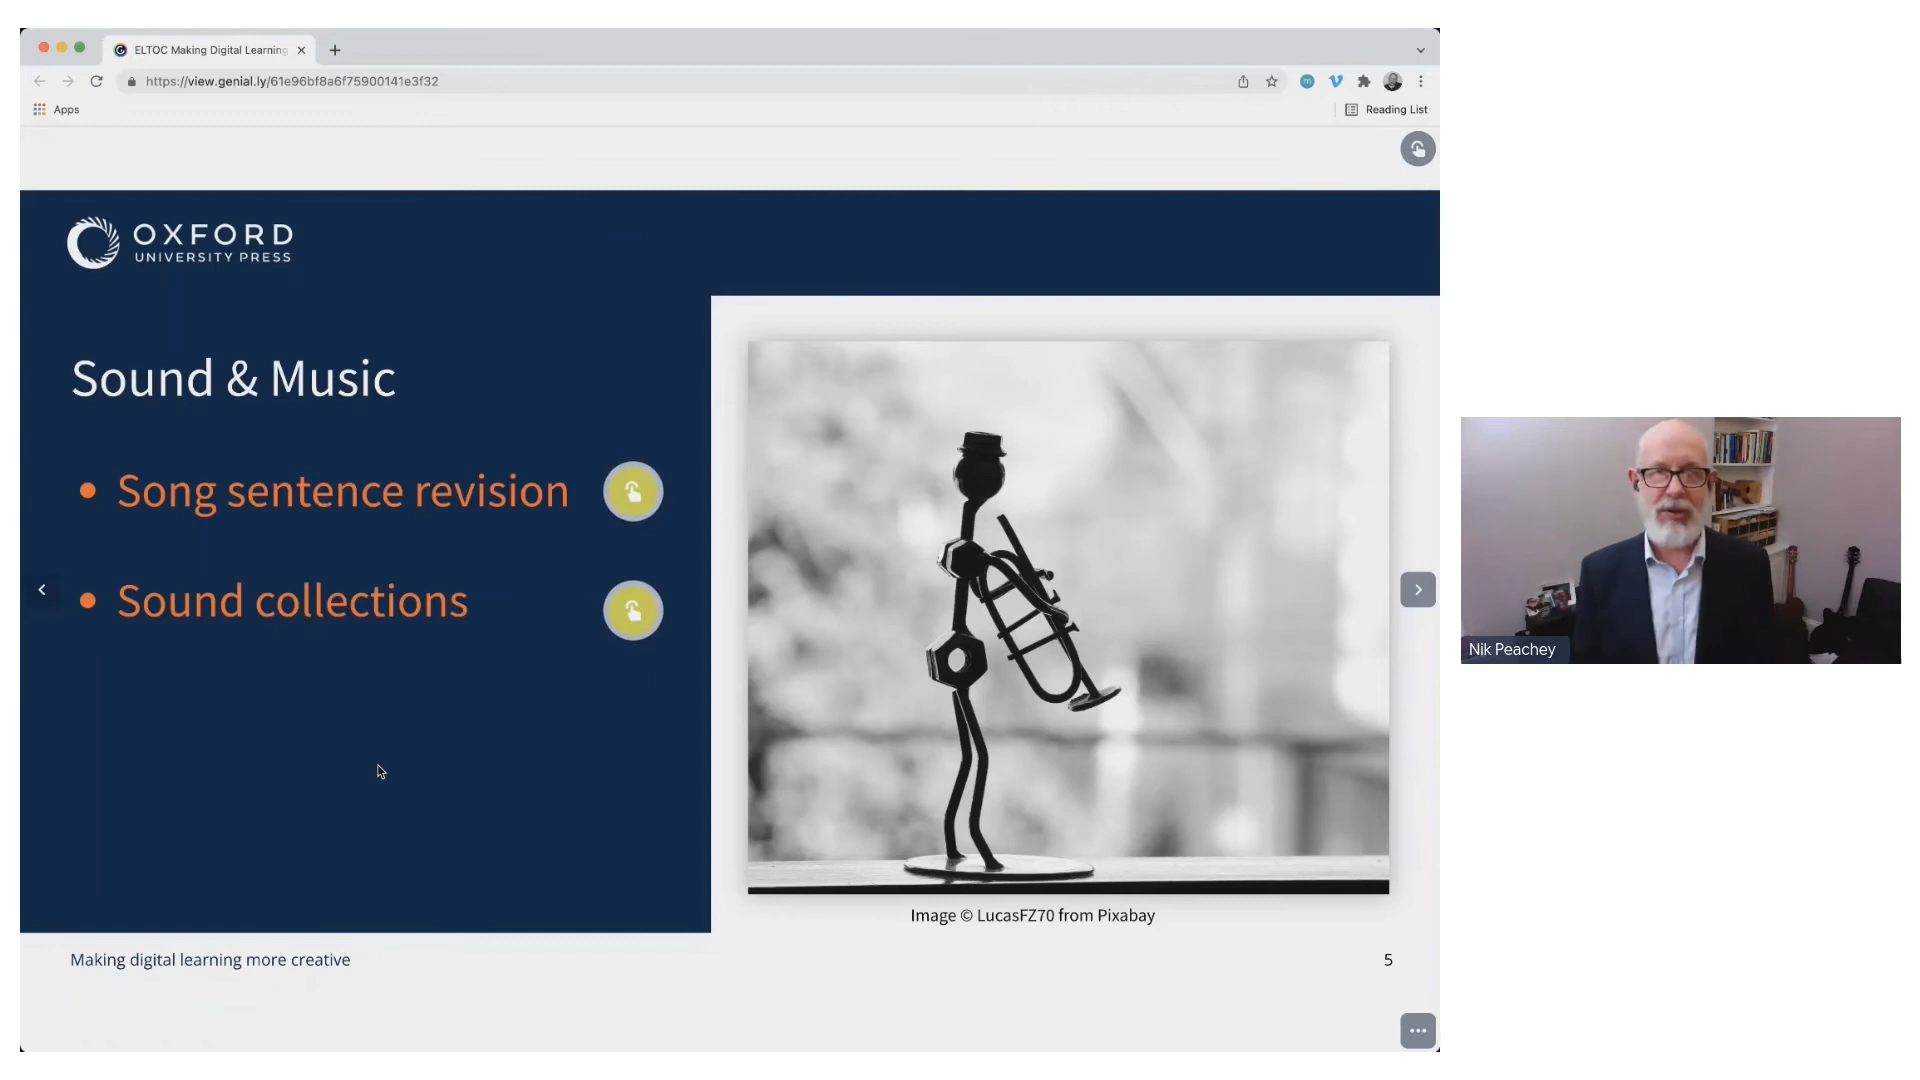 ELTOC Making Digital Learning
https://view.genial.ly/61e96bf8a6f75900141e3f32
Apps
Reading List
OXFORD
UNIVERSITY PRESS
Sound & Music
• Song sentence revision
• Sound collections
Image © LucasFZ70 from Pixabay
Making digital learning more creative
5
Nik Peachey